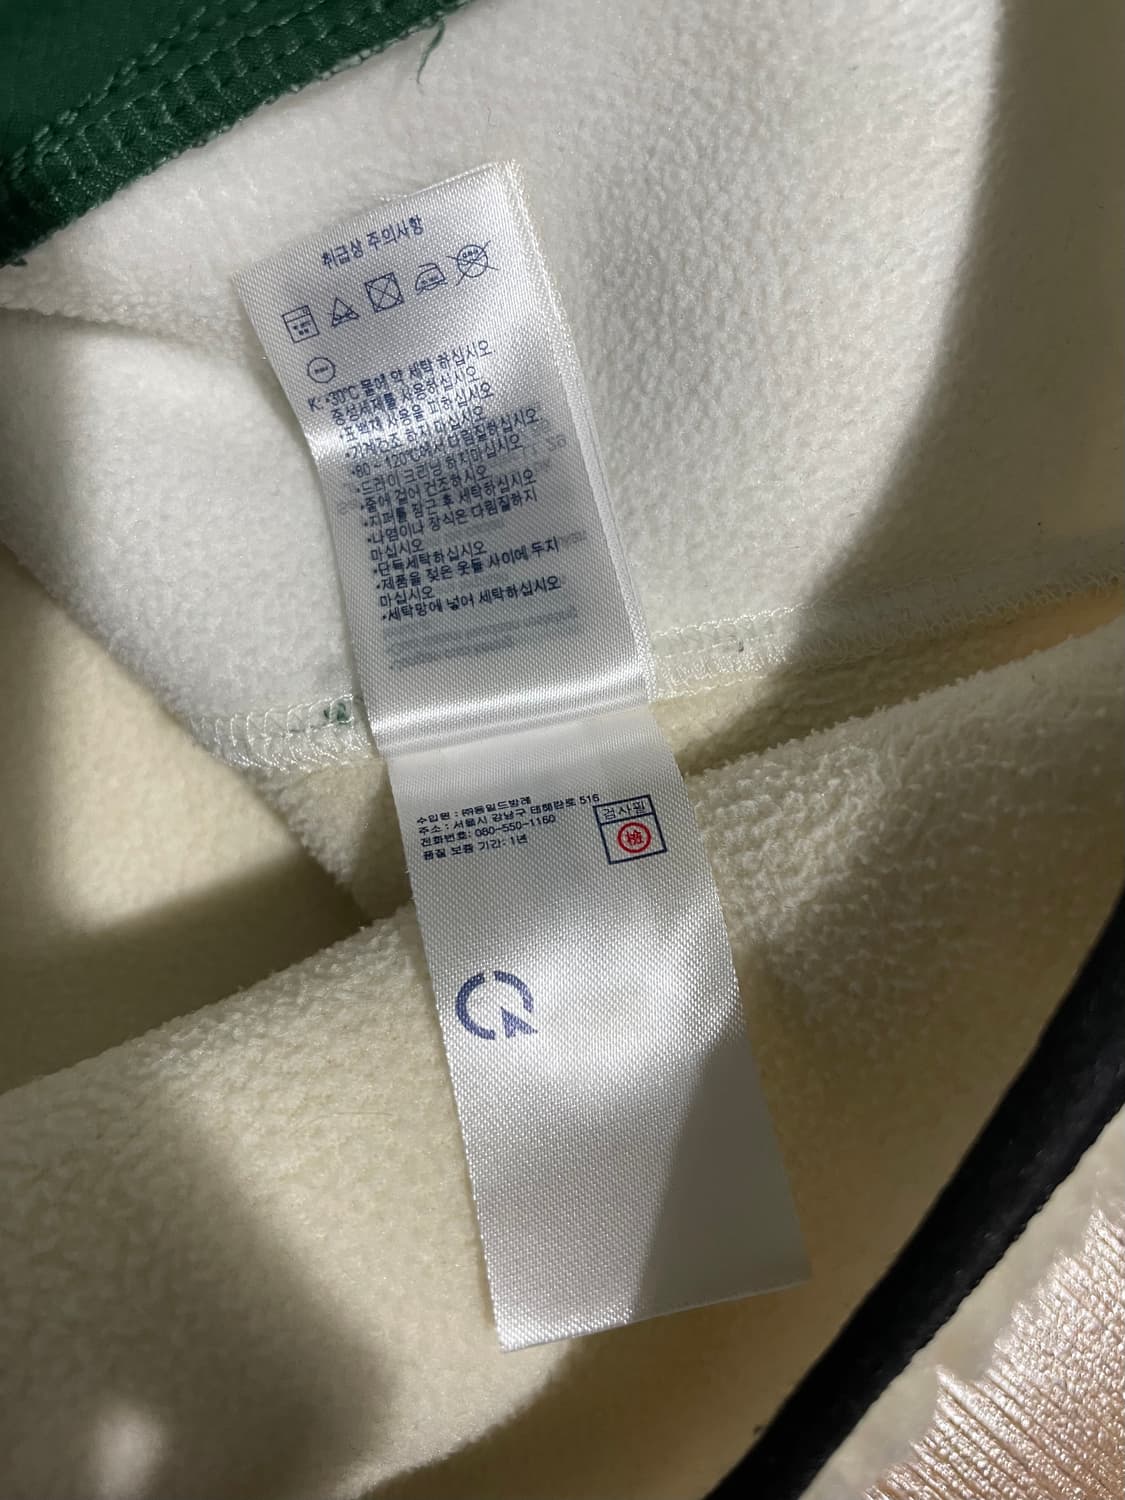 취급상 주의사항
K: •30℃ 물에 약 세탁 하십시오
중성세제를 사용하십시오
•표백제 사용을 피하십시오
•기계건조 하지 마십시오
•80~120℃에서 다림질하십시오
•드라이 크리닝 하지마십시오
•줄에 걸어 건조하십시오
•지퍼를 잠근 후 세탁하십시오
•나염이나 장식은 다림질하지
마십시오
•단독세탁하십시오
•제품을 젖은 옷들 사이에 두지
마십시오
•세탁망에 넣어 세탁하십시오
수입원 : ㈜동일드방레
주소 : 서울시 강남구 테헤란로 516
전화번호: 080-550-1160
품질 보증 기간: 1년
검사필
檢